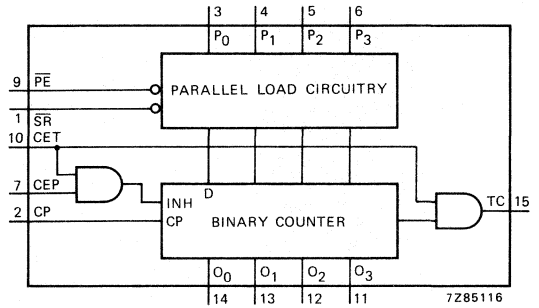 3 4 5 6
P0 P1 P2 P3
9 PE
PARALLEL LOAD CIRCUITRY
1 SR
10 CET
D
7 CEP
INH
TC 15
2 CP
CP
BINARY COUNTER
O0 O1 O2 O3
14 13 12 11
7Z85116